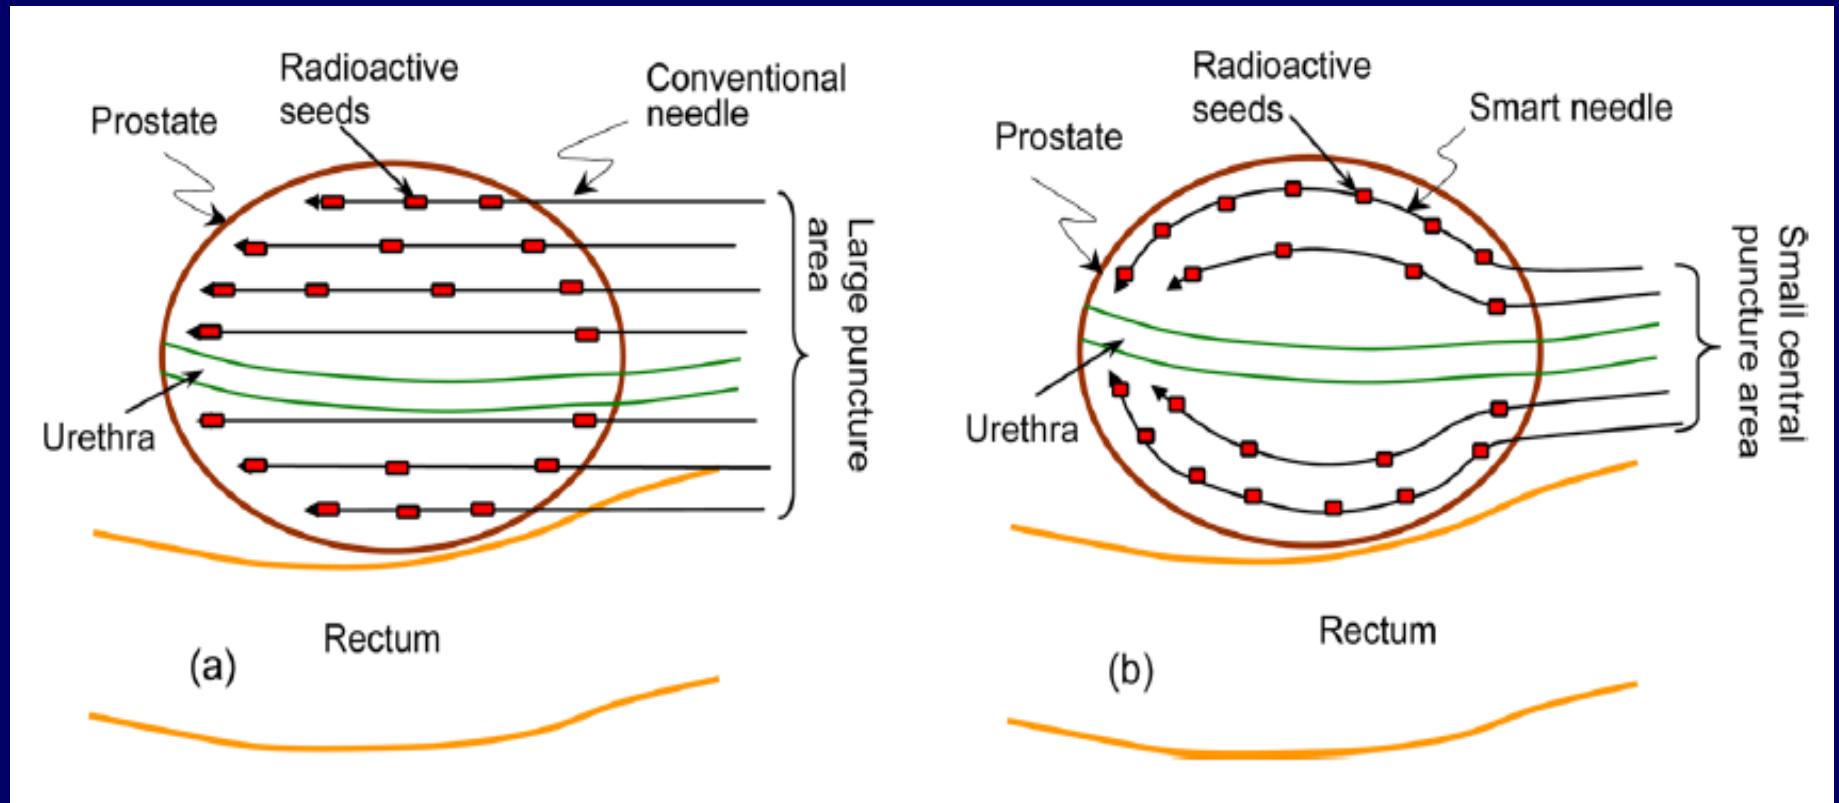 Radioactive
seeds
Conventional
needle
Prostate
Large puncture
area
Urethra
Rectum
(a)
Radioactive
seeds
Smart needle
Prostate
Small central
puncture area
Urethra
Rectum
(b)